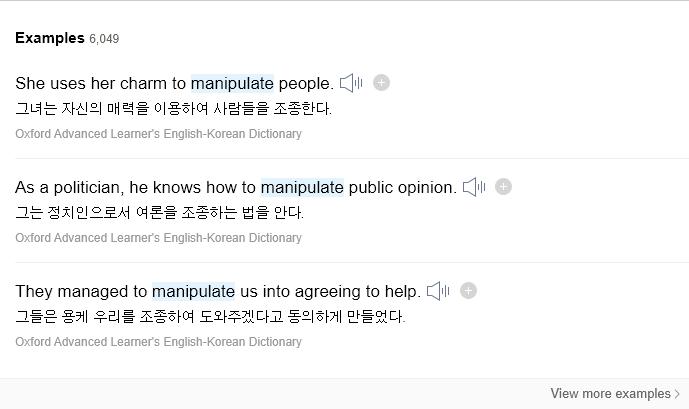 Examples 6,049
She uses her charm to manipulate people.
그녀는 자신의 매력을 이용하여 사람들을 조종한다.
Oxford Advanced Learner's English-Korean Dictionary
As a politician, he knows how to manipulate public opinion.
그는 정치인으로서 여론을 조종하는 법을 안다.
Oxford Advanced Learner's English-Korean Dictionary
They managed to manipulate us into agreeing to help.
그들은 용케 우리를 조종하여 도와주겠다고 동의하게 만들었다.
Oxford Advanced Learner's English-Korean Dictionary
View more examples